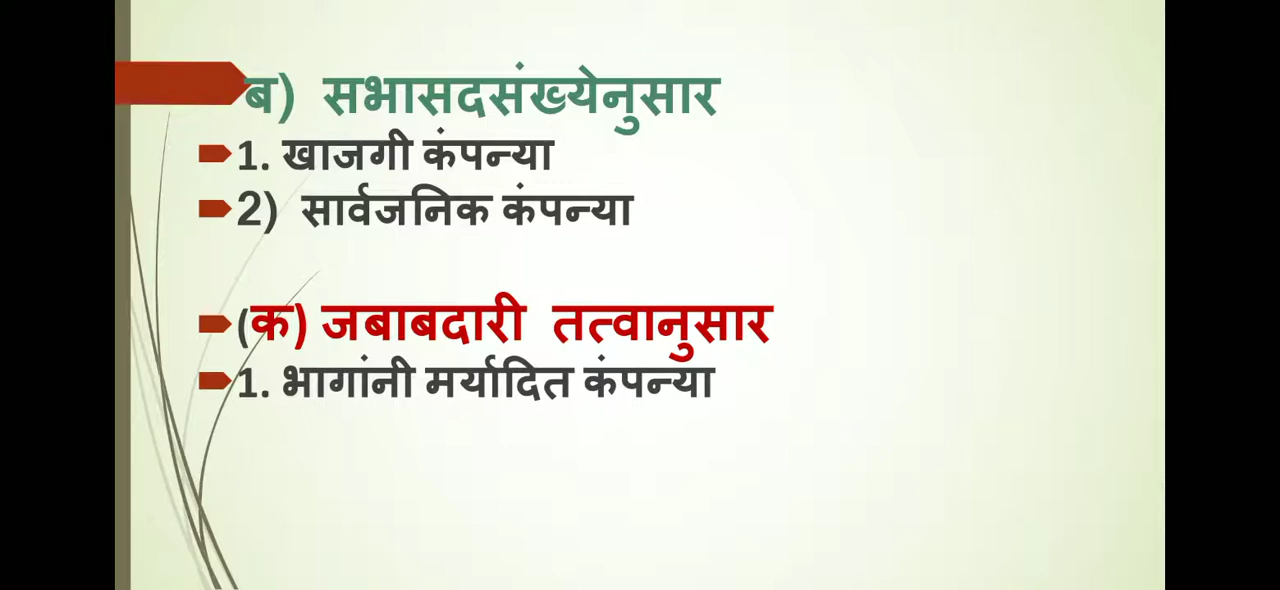 ब) सभासदसंख्येनुसार
1. खाजगी कंपन्या
2) सार्वजनिक कंपन्या
(क) जबाबदारी तत्वानुसार
1. भागांनी मर्यादित कंपन्या